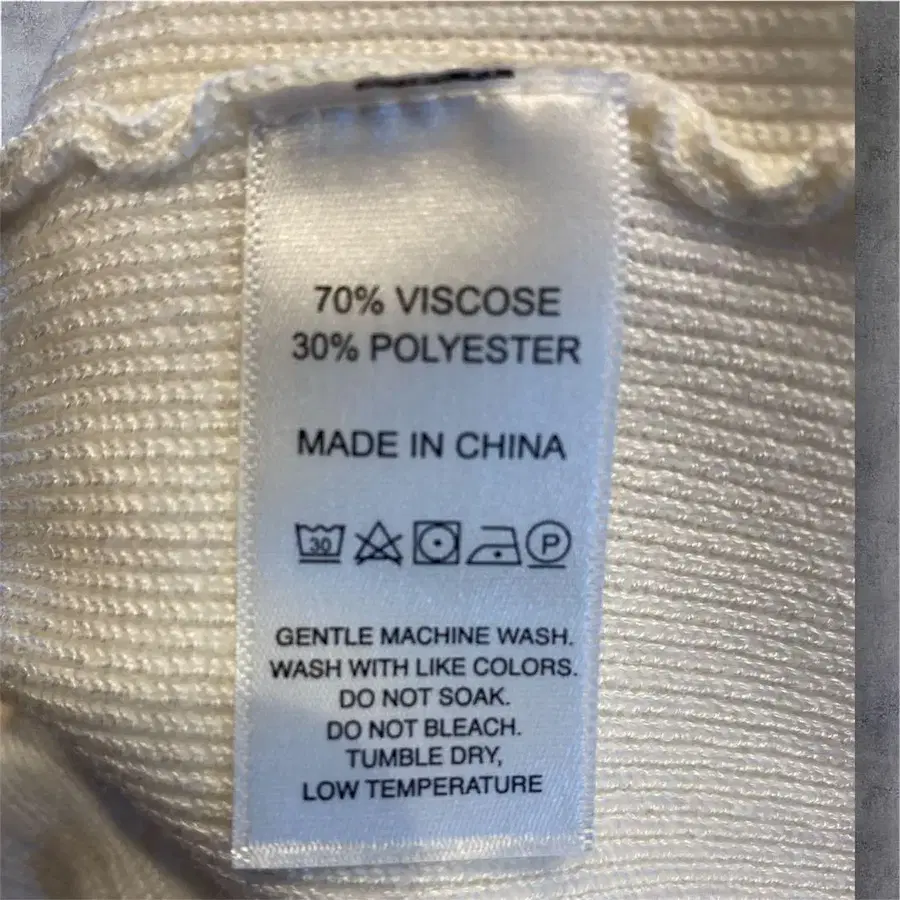 70% VISCOSE
30% POLYESTER
MADE IN CHINA
30 P
GENTLE MACHINE WASH.
WASH WITH LIKE COLORS.
DO NOT SOAK.
DO NOT BLEACH.
TUMBLE DRY,
LOW TEMPERATURE